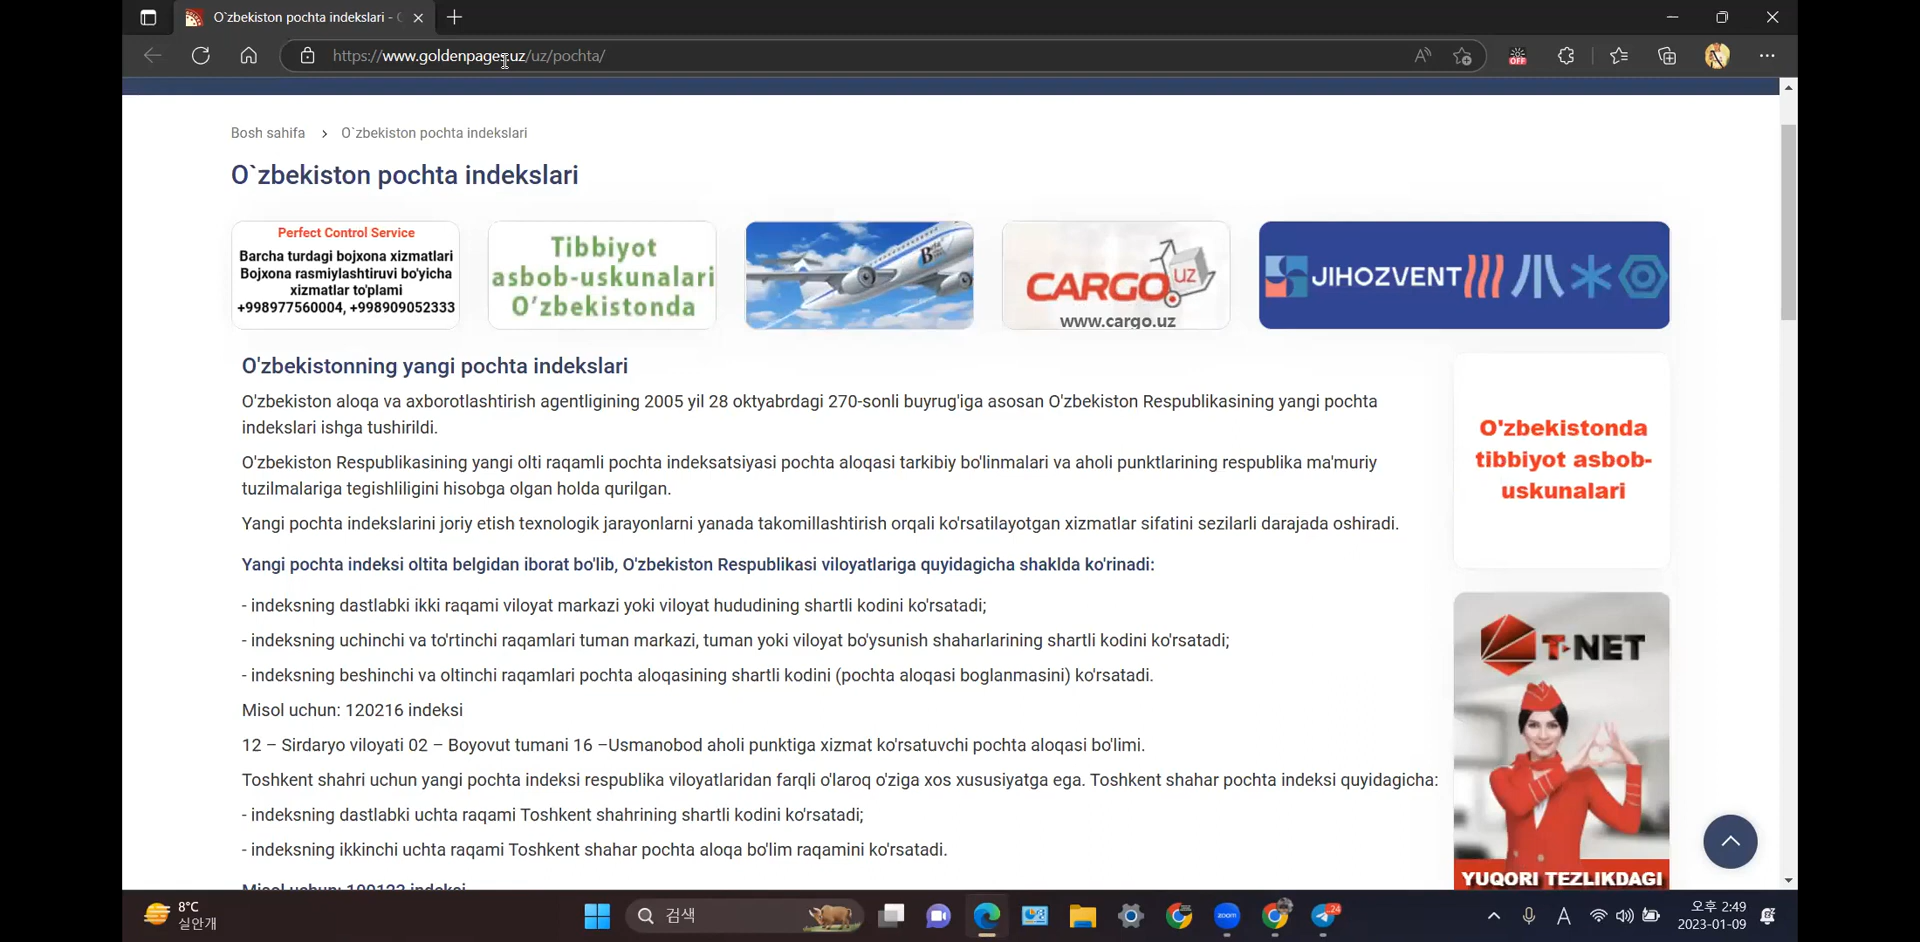 O`zbekiston pochta indekslari -
https://www.goldenpages.uz/uz/pochta/
OFF
Bosh sahifa > O`zbekiston pochta indekslari
O`zbekiston pochta indekslari
Perfect Control Service
Barcha turdagi bojxona xizmatlari
Bojxona rasmiylashtiruvi bo'yicha
xizmatlar to'plami
+998977560004, +998909052333
Tibbiyot
asbob-uskunalari
O'zbekistonda
CARGO UZ
www.cargo.uz
JIHOZVENT
O'zbekistonning yangi pochta indekslari
O'zbekiston aloqa va axborotlashtirish agentligining 2005 yil 28 oktyabrdagi 270-sonli buyrug'iga asosan O'zbekiston Respublikasining yangi pochta
indekslari ishga tushirildi.
O'zbekiston Respublikasining yangi olti raqamli pochta indeksatsiyasi pochta aloqasi tarkibiy bo'linmalari va aholi punktlarining respublika ma'muriy
tuzilmalariga tegishliligini hisobga olgan holda qurilgan.
Yangi pochta indekslarini joriy etish texnologik jarayonlarni yanada takomillashtirish orqali ko'rsatilayotgan xizmatlar sifatini sezilarli darajada oshiradi.
Yangi pochta indeksi oltita belgidan iborat bo'lib, O'zbekiston Respublikasi viloyatlariga quyidagicha shaklda ko'rinadi:
- indeksning dastlabki ikki raqami viloyat markazi yoki viloyat hududining shartli kodini ko'rsatadi;
- indeksning uchinchi va to'rtinchi raqamlari tuman markazi, tuman yoki viloyat bo'ysunish shaharlarining shartli kodini ko'rsatadi;
- indeksning beshinchi va oltinchi raqamlari pochta aloqasining shartli kodini (pochta aloqasi boglanmasini) ko'rsatadi.
Misol uchun: 120216 indeksi
12 – Sirdaryo viloyati 02 – Boyovut tumani 16 –Usmanobod aholi punktiga xizmat ko'rsatuvchi pochta aloqasi bo'limi.
Toshkent shahri uchun yangi pochta indeksi respublika viloyatlaridan farqli o'laroq o'ziga xos xususiyatga ega. Toshkent shahar pochta indeksi quyidagicha:
- indeksning dastlabki uchta raqami Toshkent shahrining shartli kodini ko'rsatadi;
- indeksning ikkinchi uchta raqami Toshkent shahar pochta aloqa bo'lim raqamini ko'rsatadi.
Misol uchun: 100123 indeksi
O'zbekistonda
tibbiyot asbob-
uskunalari
T-NET
YUQORI TEZLIKDAGI
8°C
실안개
검색
zoom
24
A
오후 2:49
2023-01-09